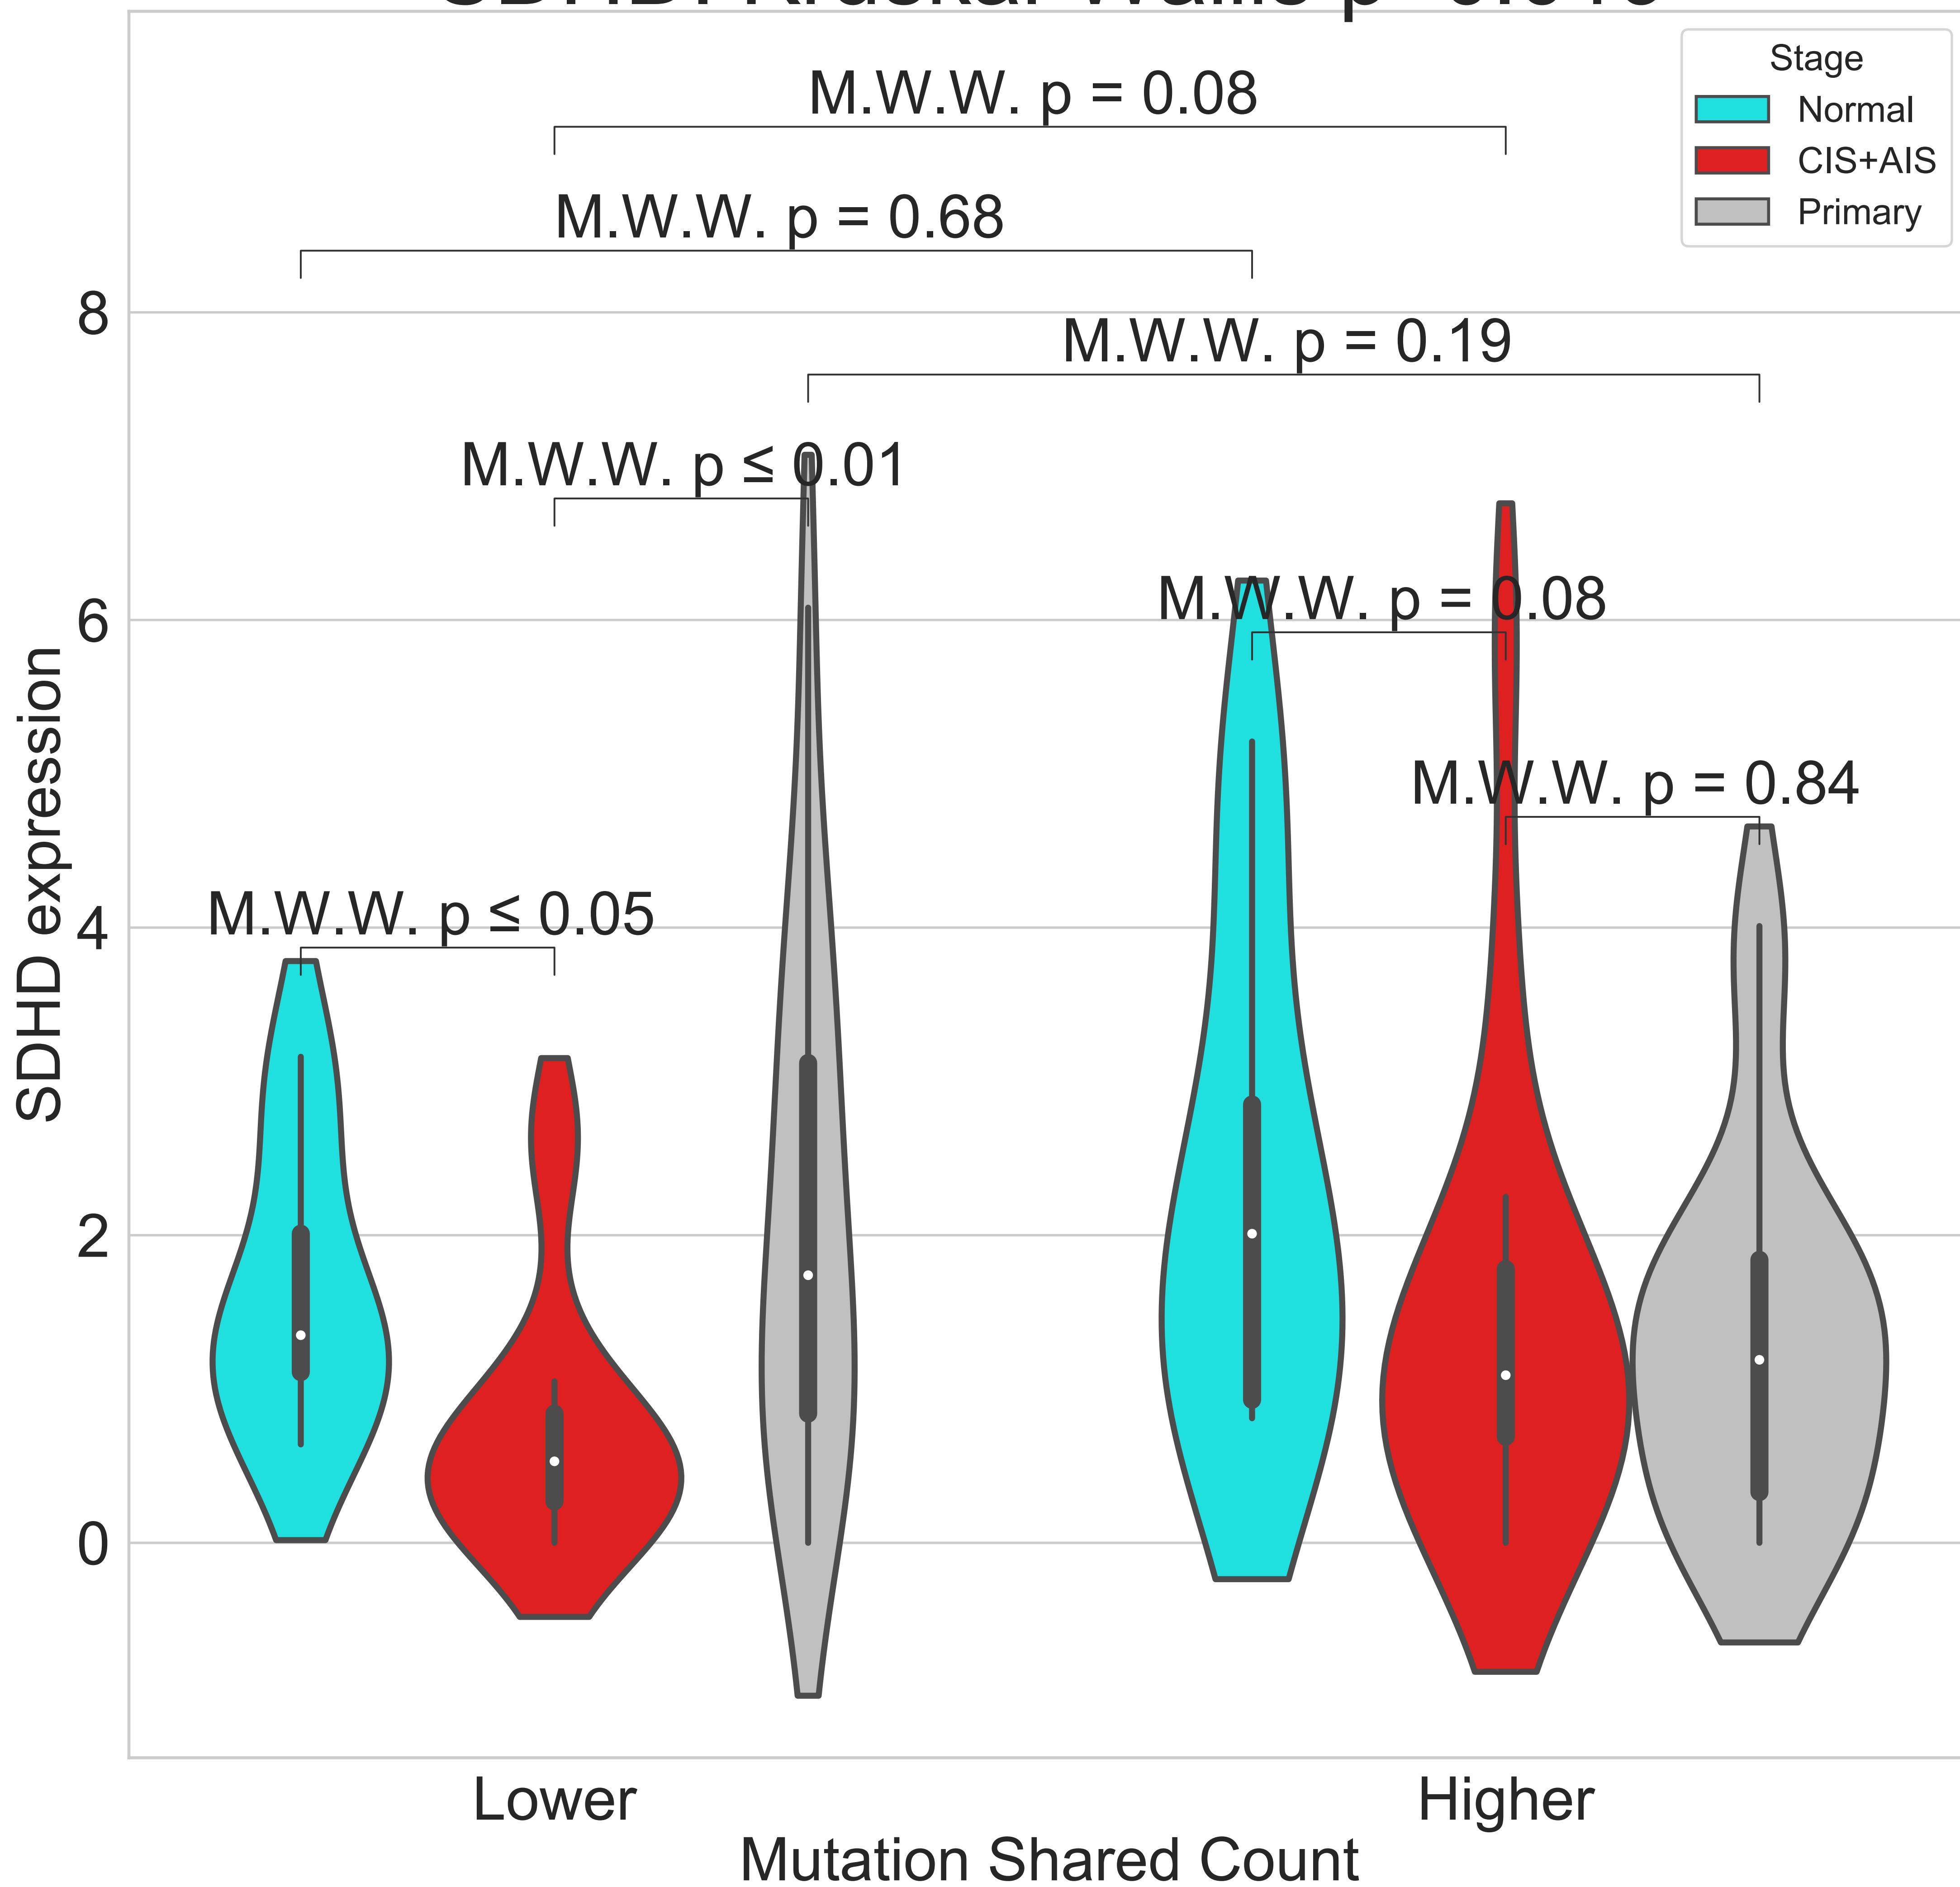 Stage
Normal
CIS+AIS
Primary
M.W.W. p = 0.08
M.W.W. p = 0.68
M.W.W. p = 0.19
M.W.W. p ≤ 0.01
M.W.W. p = 0.08
M.W.W. p = 0.84
M.W.W. p ≤ 0.05
8
6
4
2
0
SDHD expression
Lower
Higher
Mutation Shared Count